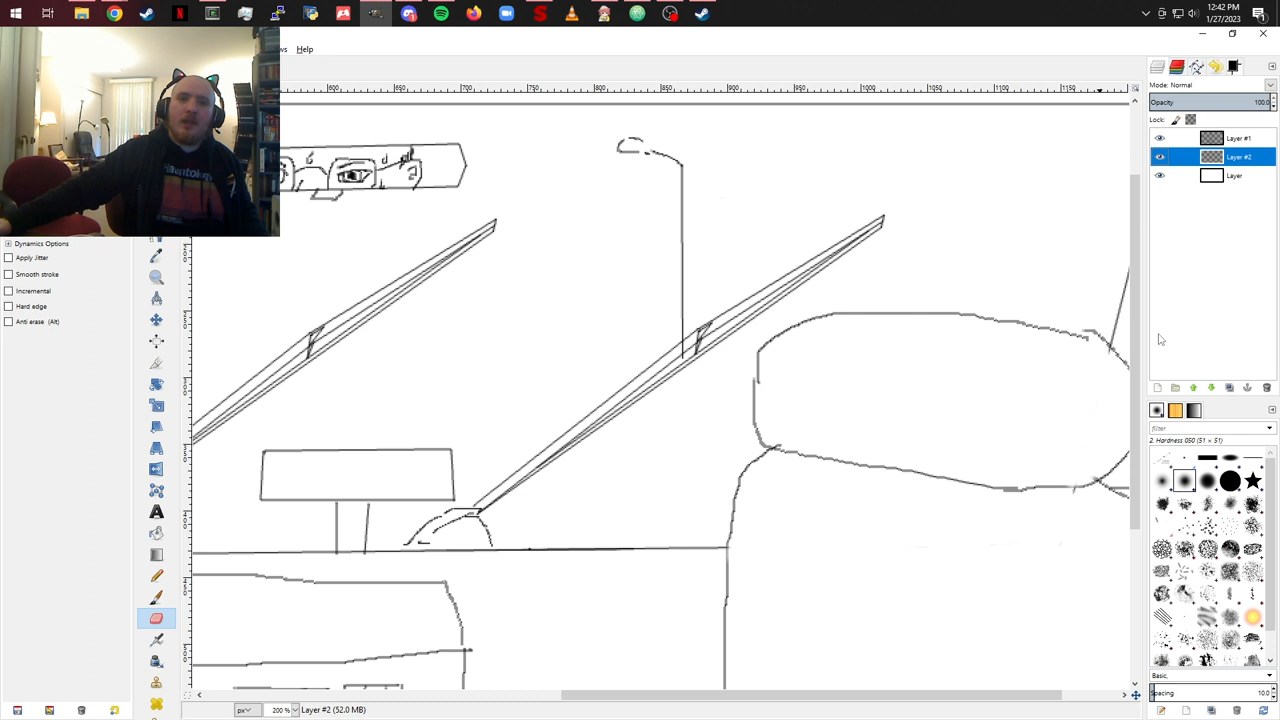 12:42 PM
1/27/2023
Help
Mode: Normal
Opacity 100.0
Lock:
Layer #1
Layer #2
Layer
Dynamics Options
Apply Jitter
Smooth stroke
Incremental
Hard edge
Anti erase (Alt)
filter
2. Hardness 050 (51 × 51)
Basic,
Spacing 10.0
px 200 % Layer #2 (52.0 MB)